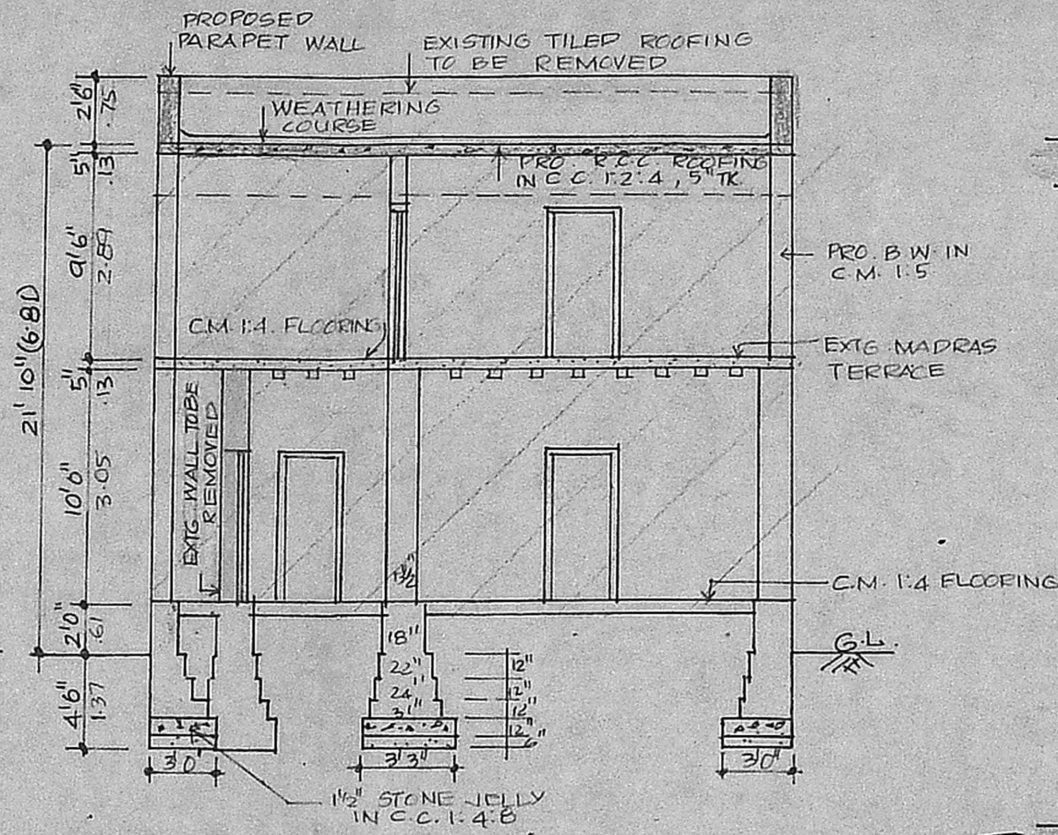 PROPOSED
PARAPET WALL
EXISTING TILED ROOFING
TO BE REMOVED
WEATHERING
COURSE
PRO. R.C.C. ROOFING
IN C.C. 1:2:4, 5" TK.
PRO. B.W. IN
C.M. 1:5
C.M. 1:4. FLOORING
EXTG. MADRAS
TERRACE
EXTG WALL TO BE
REMOVED
C.M. 1:4 FLOORING
G.L.
2'6"
.75
5"
.13
9'6"
2.89
5"
.13
10'0"
3.05
2'0"
.61
4'6"
1.37
21' 10" (6.80)
13½"
18"
22"
24"
31"
12"
12"
12"
12"
6"
3'0"
3'3"
3'0"
1½" STONE JELLY
IN C.C. 1:4:8